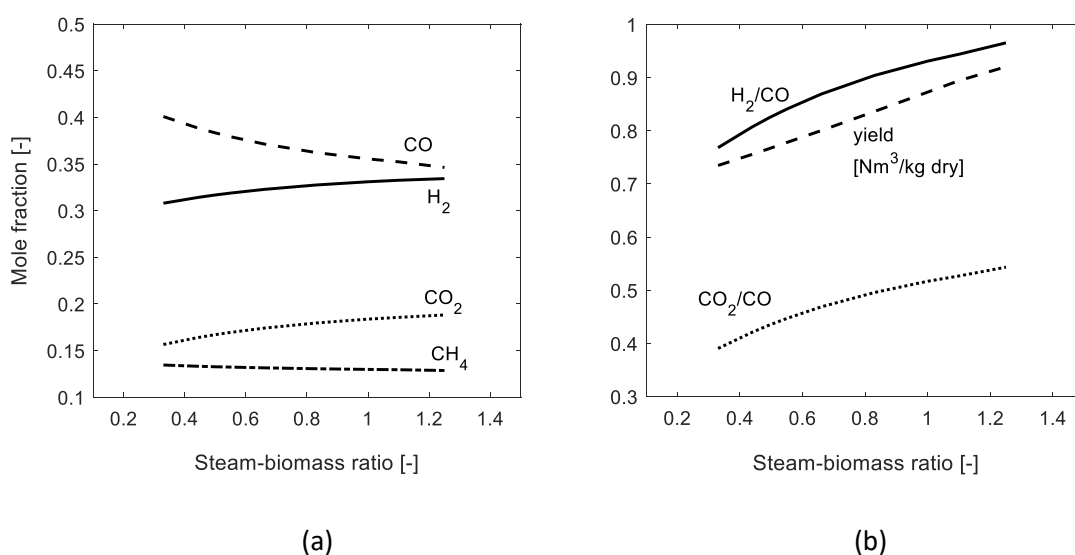 0.5
0.45
0.4
0.35
0.3
0.25
0.2
0.15
0.1
Mole fraction [-]
CO
H2
CO2
CH4
0.2 0.4 0.6 0.8 1 1.2 1.4
Steam-biomass ratio [-]
(a)
1
0.9
0.8
0.7
0.6
0.5
0.4
0.3
H2/CO
yield
[Nm3/kg dry]
CO2/CO
0.2 0.4 0.6 0.8 1 1.2 1.4
Steam-biomass ratio [-]
(b)